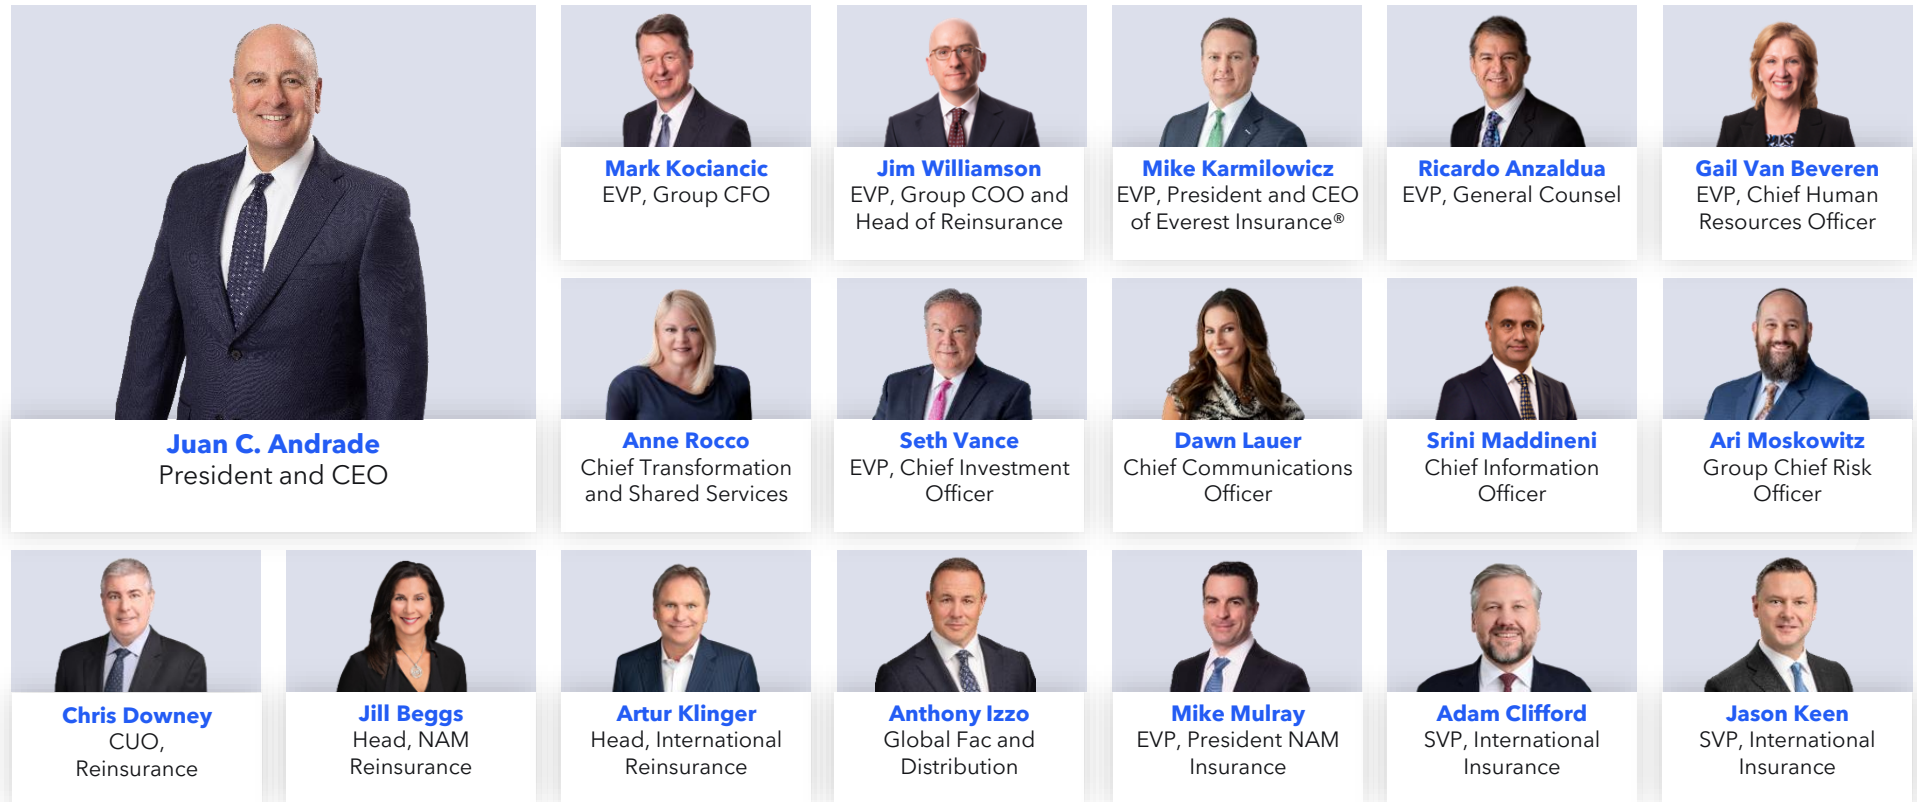 Juan C. Andrade
President and CEO
Mark Kociancic
EVP, Group CFO
Jim Williamson
EVP, Group COO and
Head of Reinsurance
Mike Karmilowicz
EVP, President and CEO
of Everest Insurance®
Ricardo Anzaldua
EVP, General Counsel
Gail Van Beveren
EVP, Chief Human
Resources Officer
Anne Rocco
Chief Transformation
and Shared Services
Seth Vance
EVP, Chief Investment
Officer
Dawn Lauer
Chief Communications
Officer
Srini Maddineni
Chief Information
Officer
Ari Moskowitz
Group Chief Risk
Officer
Chris Downey
CUO,
Reinsurance
Jill Beggs
Head, NAM
Reinsurance
Artur Klinger
Head, International
Reinsurance
Anthony Izzo
Global Fac and
Distribution
Mike Mulray
EVP, President NAM
Insurance
Adam Clifford
SVP, International
Insurance
Jason Keen
SVP, International
Insurance